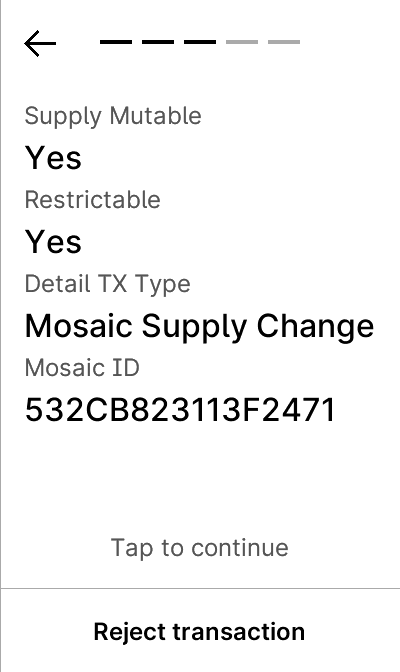 Supply Mutable
Yes
Restrictable
Yes
Detail TX Type
Mosaic Supply Change
Mosaic ID
532CB823113F2471
Tap to continue
Reject transaction